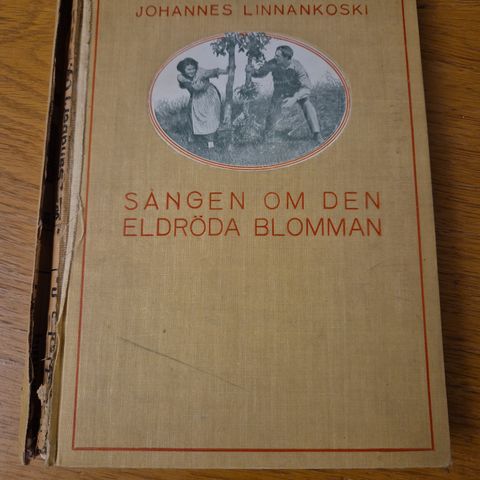 JOHANNES LINNANKOSKI
SÅNGEN OM DEN
ELDRÖDA BLOMMAN